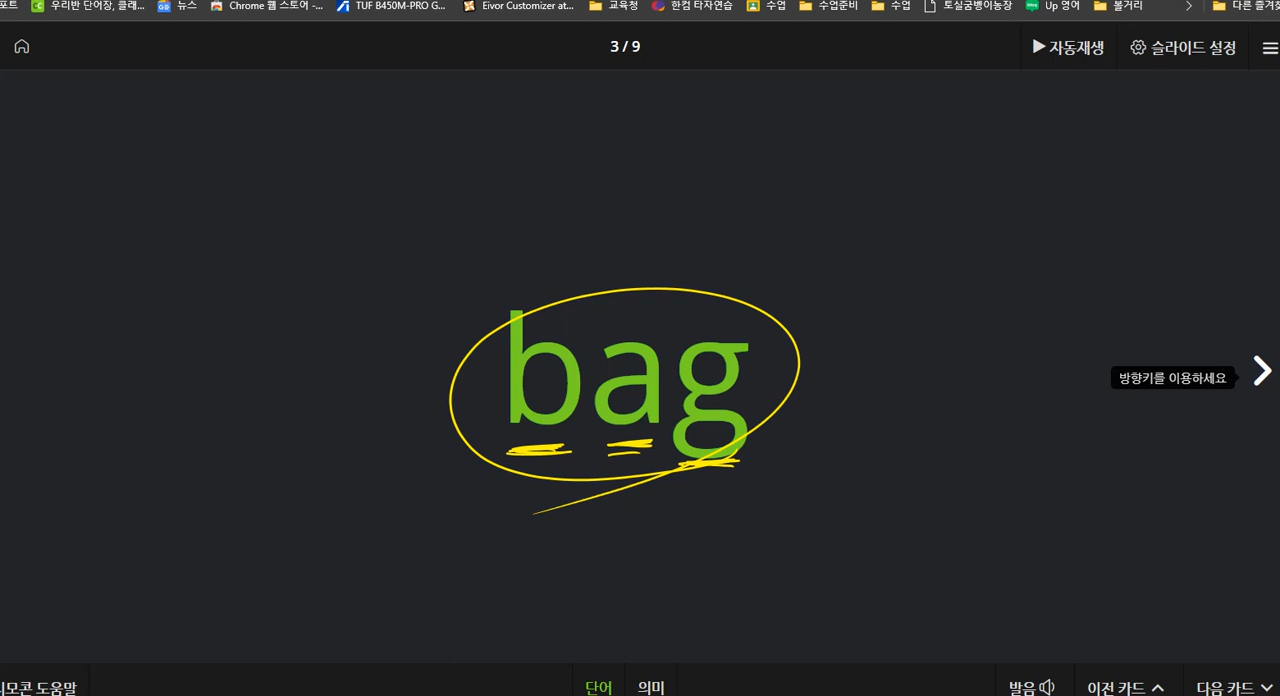 포트 우리반 단어장, 클래... 뉴스 Chrome 웹 스토어 -... TUF B450M-PRO G... Eivor Customizer at... 교육청 한컴 타자연습 수업 수업준비 수업 토실굼벵이농장 Up 영어 볼거리 다른 즐겨찾
3 / 9
자동재생
슬라이드 설정
bag
방향키를 이용하세요
리모콘 도움말 단어 의미 발음 이전 카드 다음 카드